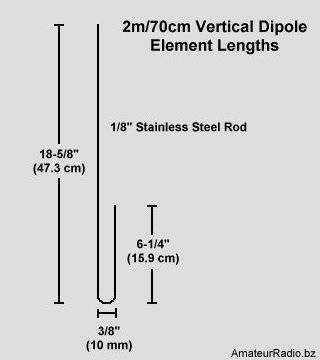 2m/70cm Vertical Dipole
Element Lengths
1/8" Stainless Steel Rod
18-5/8"
(47.3 cm)
6-1/4"
(15.9 cm)
3/8"
(10 mm)
AmateurRadio.bz